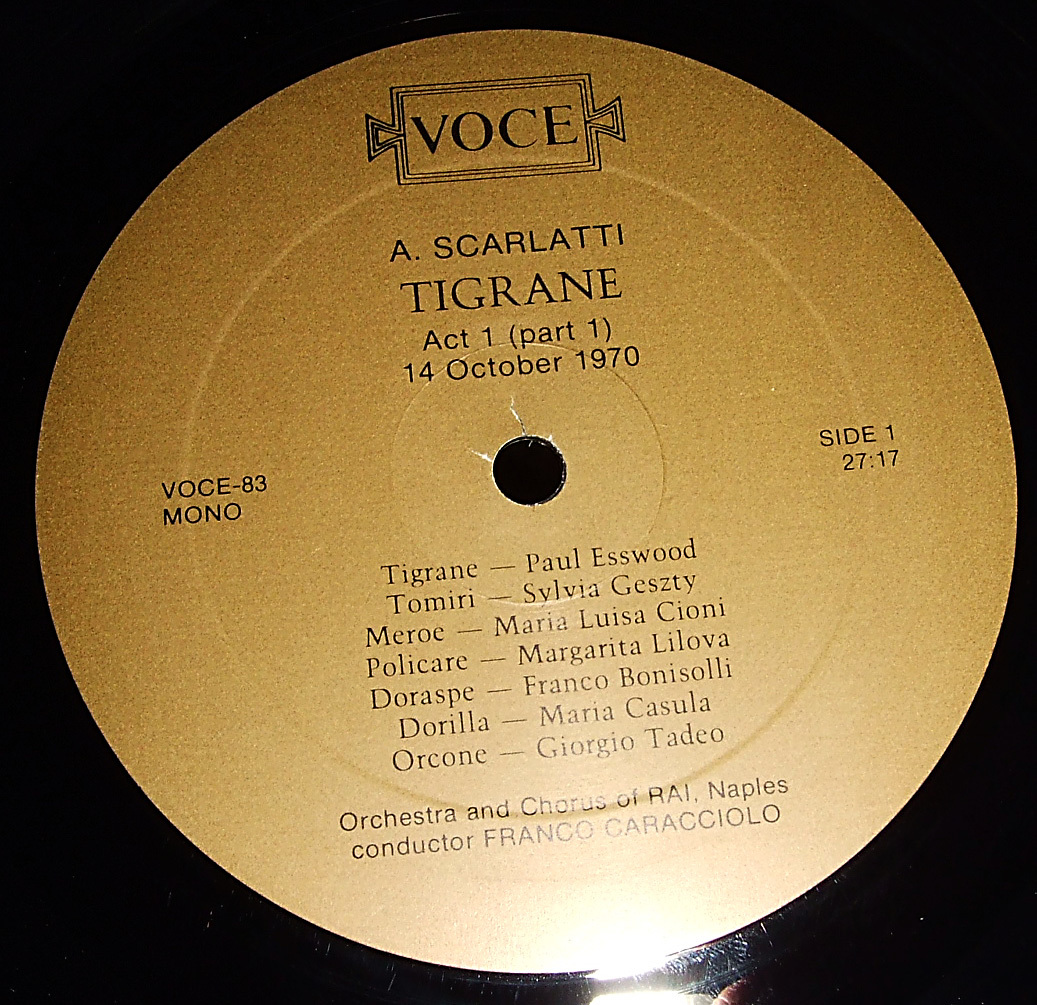 VOCE
A. SCARLATTI
TIGRANE
Act 1 (part 1)
14 October 1970
SIDE 1
27:17
VOCE-83
MONO
Tigrane — Paul Esswood
Tomiri — Sylvia Geszty
Meroe — Maria Luisa Cioni
Policare — Margarita Lilova
Doraspe — Franco Bonisolli
Dorilla — Maria Casula
Orcone — Giorgio Tadeo
Orchestra and Chorus of RAI, Naples
conductor FRANCO CARACCIOLO